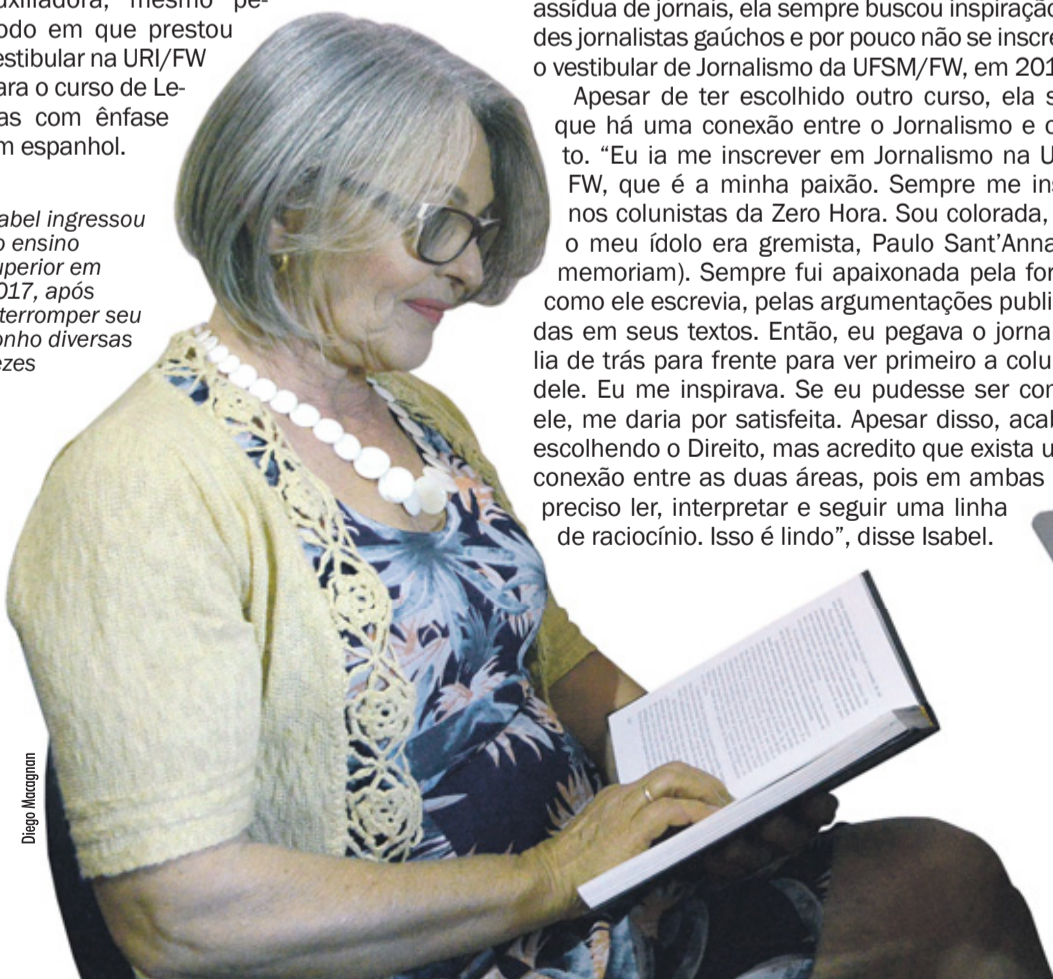 auxiliadora, mesmo pe-
odo em que prestou
estibular na URI/FW
ara o curso de Le-
as com ênfase
m espanhol.
abel ingressou
o ensino
uperior em
017, após
terromper seu
onho diversas
ezes
Diego Macagnan
assídua de jornais, ela sempre buscou inspiração
des jornalistas gaúchos e por pouco não se inscre
o vestibular de Jornalismo da UFSM/FW, em 201
Apesar de ter escolhido outro curso, ela s
que há uma conexão entre o Jornalismo e o
to. “Eu ia me inscrever em Jornalismo na U
FW, que é a minha paixão. Sempre me ins
nos colunistas da Zero Hora. Sou colorada,
o meu ídolo era gremista, Paulo Sant’Anna
memoriam). Sempre fui apaixonada pela for
como ele escrevia, pelas argumentações publi
das em seus textos. Então, eu pegava o jorna
lia de trás para frente para ver primeiro a colu
dele. Eu me inspirava. Se eu pudesse ser con
ele, me daria por satisfeita. Apesar disso, acab
escolhendo o Direito, mas acredito que exista u
conexão entre as duas áreas, pois em ambas
preciso ler, interpretar e seguir uma linha
de raciocínio. Isso é lindo”, disse Isabel.